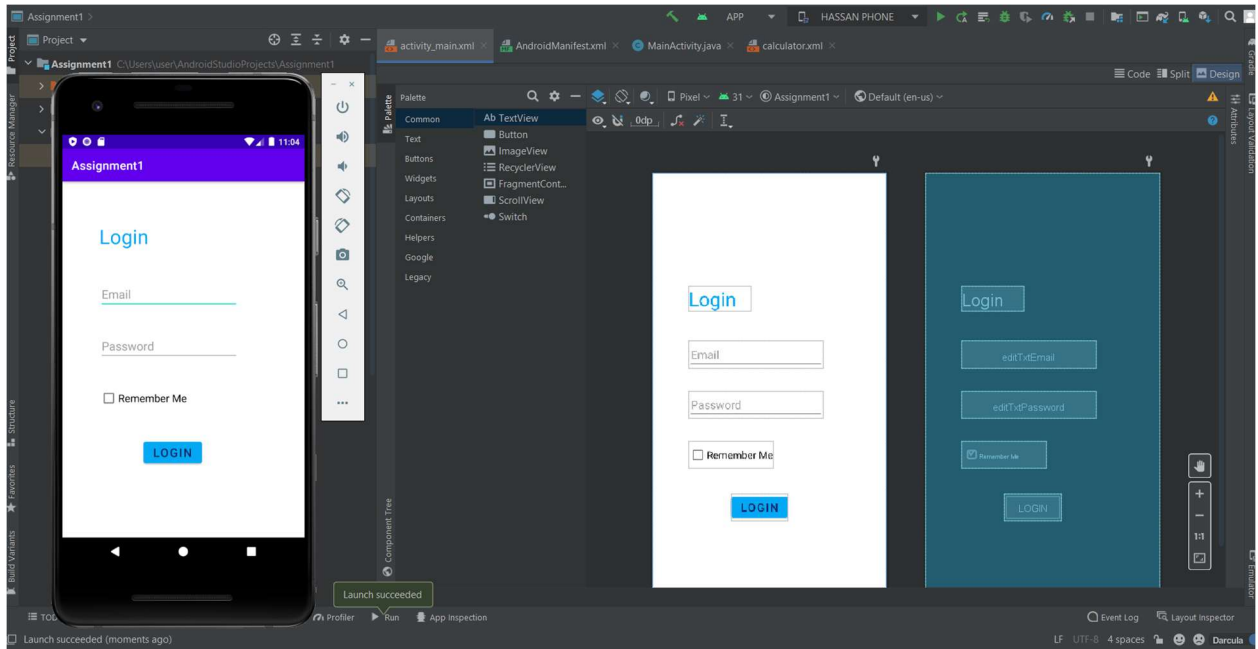 Assignment1
APP
HASSAN PHONE
Project
Assignment1 C:\Users\user\AndroidStudioProjects\Assignment1
activity_main.xml
AndroidManifest.xml
MainActivity.java
calculator.xml
Code
Split
Design
Project
Resource Manager
Structure
Favorites
Build Variants
11:04
Assignment1
Login
Email
Password
Remember Me
LOGIN
Palette
Palette
Common
Text
Buttons
Widgets
Layouts
Containers
Helpers
Google
Legacy
Ab TextView
Button
ImageView
RecyclerView
FragmentCont...
ScrollView
Switch
Component Tree
Pixel
31
Assignment1
Default (en-us)
0dp
Login
Email
Password
Remember Me
LOGIN
Login
editTxtEmail
editTxtPassword
Remember Me
LOGIN
1:1
Attributes
Gradle
Layout Validation
Emulator
Launch succeeded
Profiler
Run
App Inspection
Event Log
Layout Inspector
Launch succeeded (moments ago)
LF UTF-8 4 spaces
Darcula